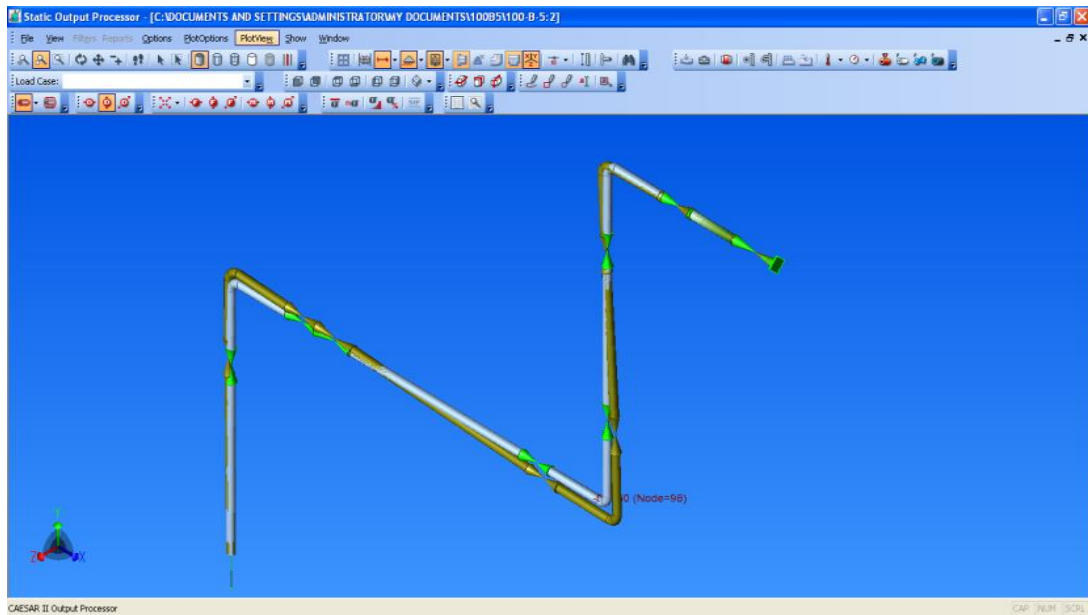 Static Output Processor - [C:\DOCUMENTS AND SETTINGS\ADMINISTRATOR\MY DOCUMENTS\100B5\100-B-5:2]
File View Filters Reports Options PlotOptions PlotView Show Window
Load Case:
0 (Node=98)
Y
Z X
CAESAR II Output Processor
CAP NUM SCRL